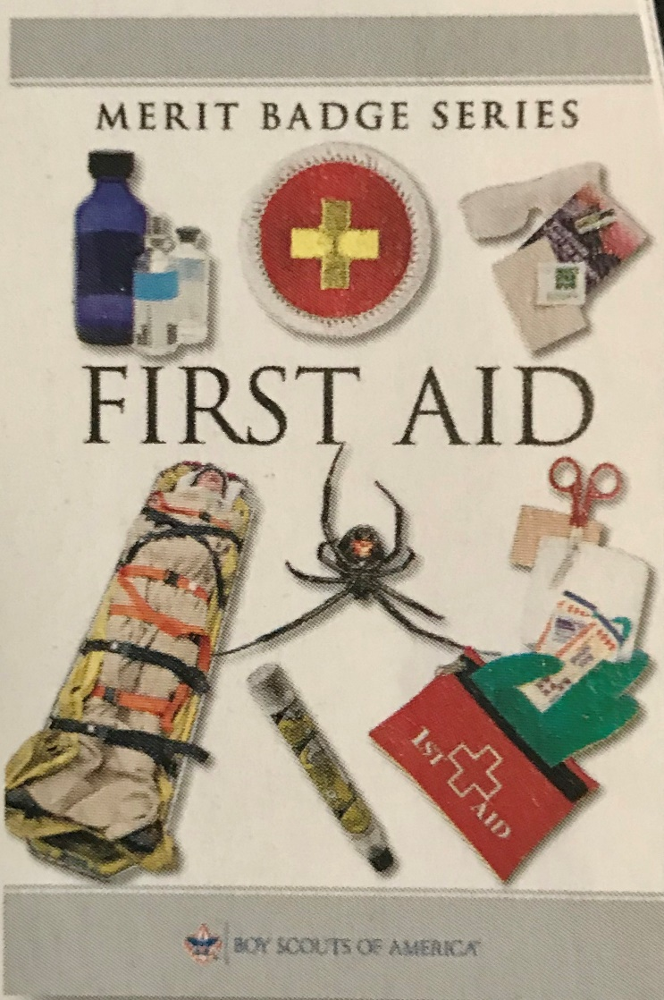 MERIT BADGE SERIES
FIRST AID
1ST
AID
BOY SCOUTS OF AMERICA